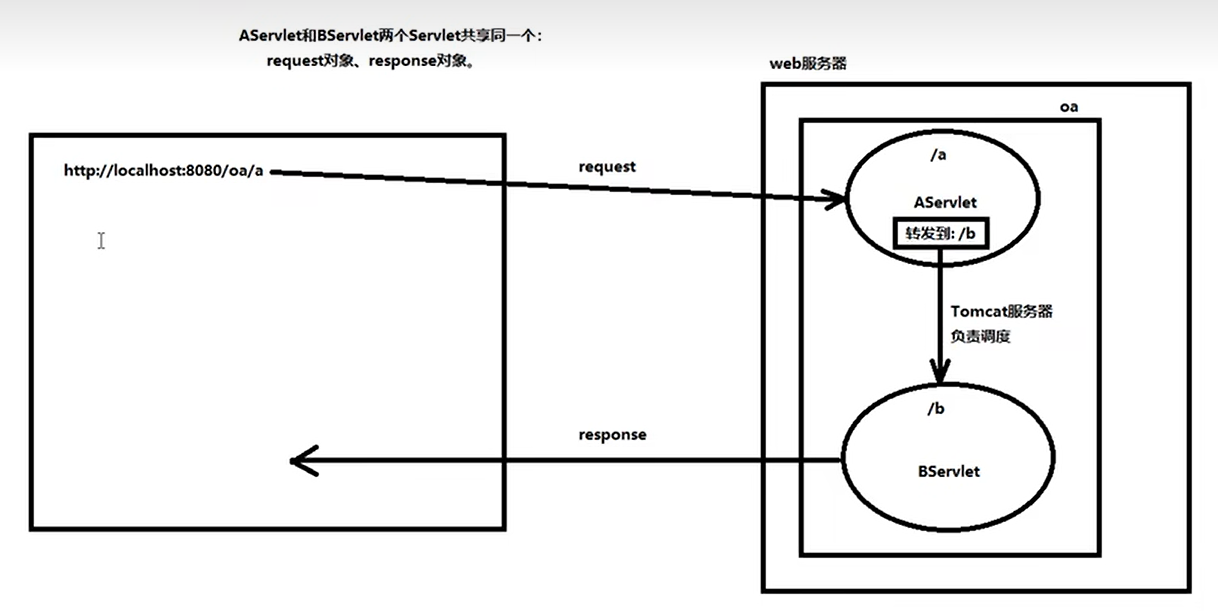 AServlet和BServlet两个Servlet共享同一个:
request对象、response对象。
web服务器
oa
http://localhost:8080/oa/a
request
/a
AServlet
转发到: /b
Tomcat服务器
负责调度
/b
response
BServlet